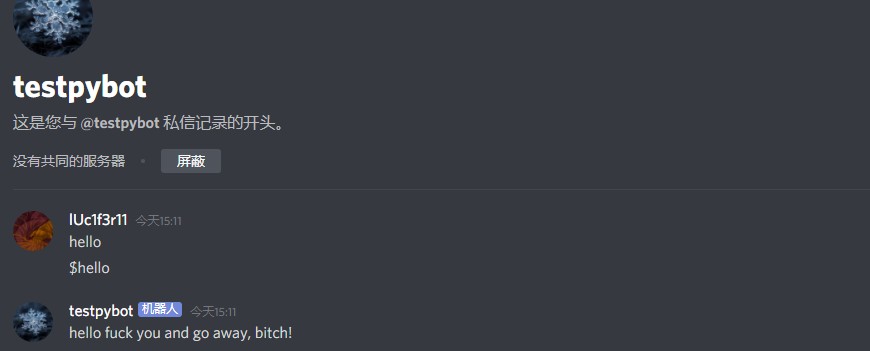 testpybot
这是您与 @testpybot 私信记录的开头。
没有共同的服务器 • 屏蔽
lUc1f3r11 今天15:11
hello
$hello
testpybot 机器人 今天15:11
hello fuck you and go away, bitch!